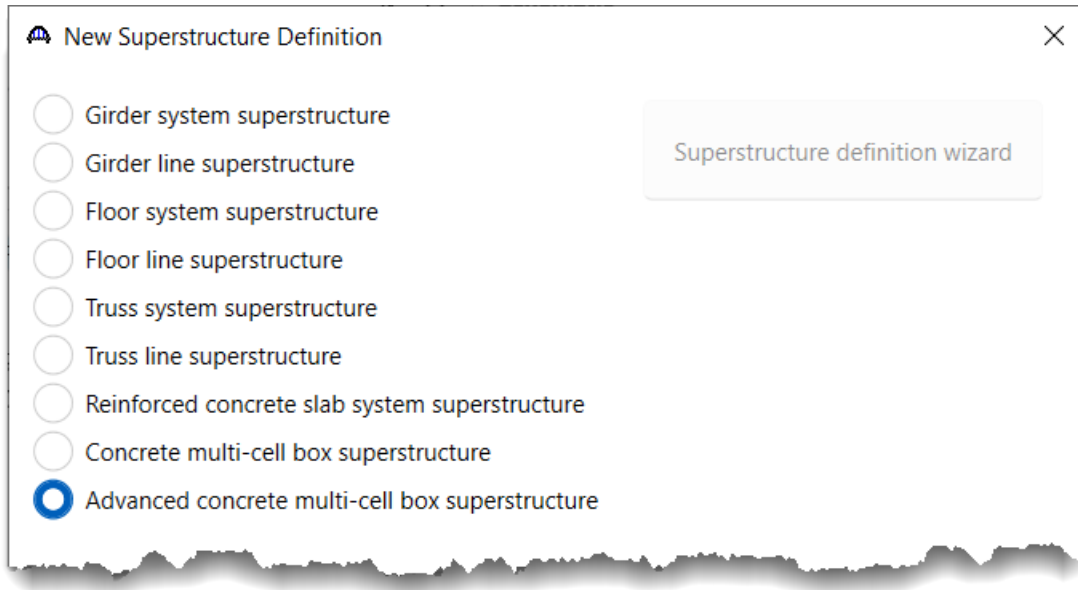 New Superstructure Definition
Girder system superstructure
Superstructure definition wizard
Girder line superstructure
Floor system superstructure
Floor line superstructure
Truss system superstructure
Truss line superstructure
Reinforced concrete slab system superstructure
Concrete multi-cell box superstructure
Advanced concrete multi-cell box superstructure